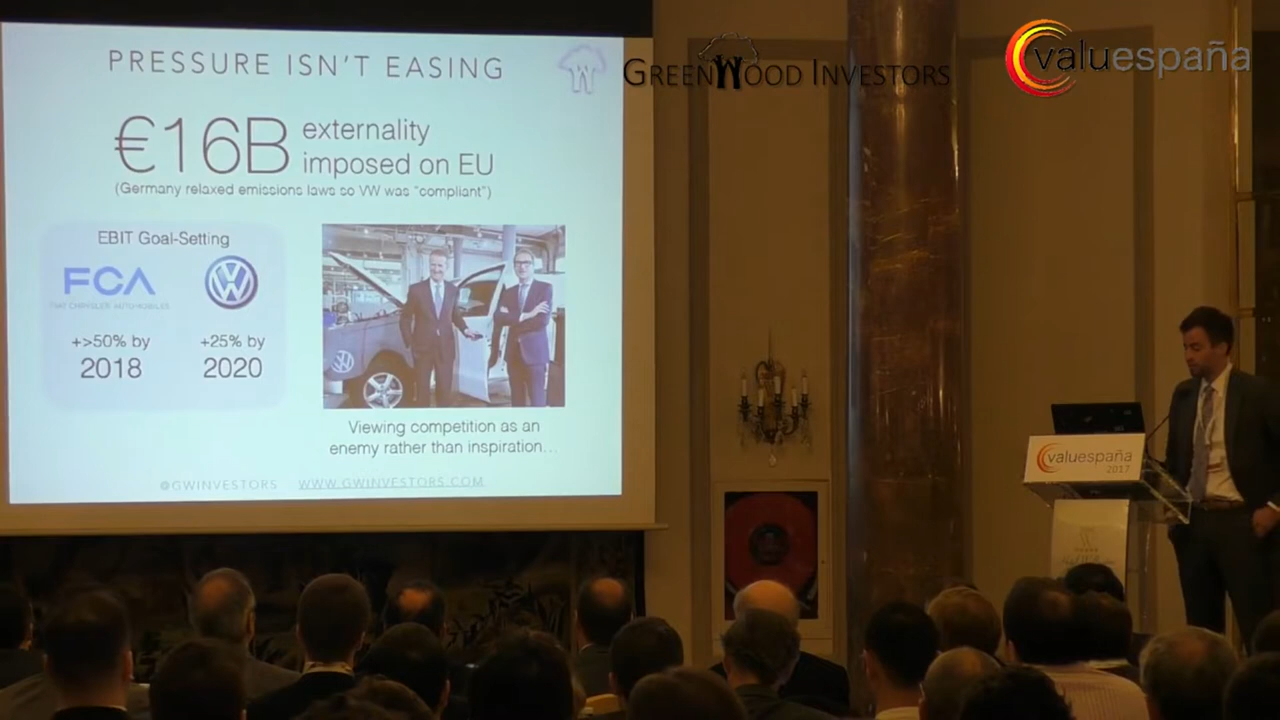 PRESSURE ISN'T EASING
€16B externality
imposed on EU
(Germany relaxed emissions laws so VW was "compliant")
EBIT Goal-Setting
FCA
FIAT CHRYSLER AUTOMOBILES
+>50% by
2018
+25% by
2020
Viewing competition as an
enemy rather than inspiration...
@GWINVESTORS WWW.GWINVESTORS.COM
GREENWOOD INVESTORS
valuespaña
valuespaña
2017